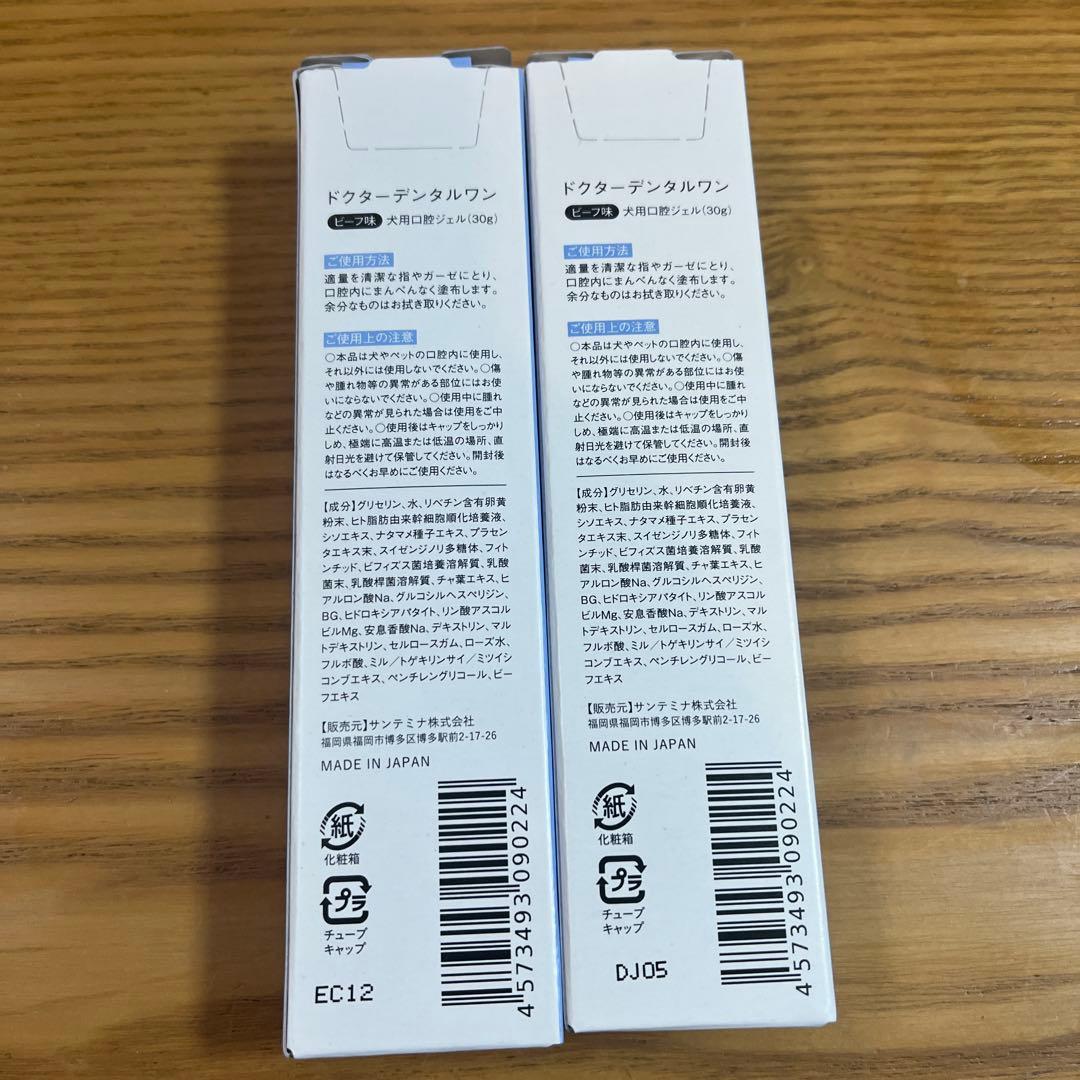 ドクターデンタルワン
ビーフ味 犬用口腔ジェル(30g)
ご使用方法
適量を清潔な指やガーゼにとり、
口腔内にまんべんなく塗布します。
余分なものはお拭き取りください。
ご使用上の注意
○本品は犬やペットの口腔内に使用し、
それ以外には使用しないでください。○傷
や腫れ物等の異常がある部位にはお使
いにならないでください。○使用中に腫れ
などの異常が見られた場合は使用をご中
止ください。○使用後はキャップをしっかり
しめ、極端に高温または低温の場所、直
射日光を避けて保管してください。開封後
はなるべくお早めにご使用ください。
【成分】グリセリン、水、リベチン含有卵黄
粉末、ヒト脂肪由来幹細胞順化培養液、
シソエキス、ナタマメ種子エキス、プラセン
タエキス末、スイゼンジノリ多糖体、フィト
ンチッド、ビフィズス菌培養溶解質、乳酸
菌末、乳酸桿菌溶解質、チャ葉エキス、ヒ
アルロン酸Na、グルコシルヘスペリジン、
BG、ヒドロキシアパタイト、リン酸アスコル
ビルMg、安息香酸Na、デキストリン、マル
トデキストリン、セルロースガム、ローズ水、
フルボ酸、ミル／トゲキリンサイ／ミツイシ
コンブエキス、ペンチレングリコール、ビー
フエキス
【販売元】サンテミナ株式会社
福岡県福岡市博多区博多駅前2-17-26
MADE IN JAPAN
紙
化粧箱
プラ
チューブ
キャップ
EC12
4573493090224
ドクターデンタルワン
ビーフ味 犬用口腔ジェル(30g)
ご使用方法
適量を清潔な指やガーゼにとり、
口腔内にまんべんなく塗布します。
余分なものはお拭き取りください。
ご使用上の注意
○本品は犬やペットの口腔内に使用し、
それ以外には使用しないでください。○傷
や腫れ物等の異常がある部位にはお使
いにならないでください。○使用中に腫れ
などの異常が見られた場合は使用をご中
止ください。○使用後はキャップをしっかり
しめ、極端に高温または低温の場所、直
射日光を避けて保管してください。開封後
はなるべくお早めにご使用ください。
【成分】グリセリン、水、リベチン含有卵黄
粉末、ヒト脂肪由来幹細胞順化培養液、
シソエキス、ナタマメ種子エキス、プラセン
タエキス末、スイゼンジノリ多糖体、フィト
ンチッド、ビフィズス菌培養溶解質、乳酸
菌末、乳酸桿菌溶解質、チャ葉エキス、ヒ
アルロン酸Na、グルコシルヘスペリジン、
BG、ヒドロキシアパタイト、リン酸アスコル
ビルMg、安息香酸Na、デキストリン、マル
トデキストリン、セルロースガム、ローズ水、
フルボ酸、ミル／トゲキリンサイ／ミツイシ
コンブエキス、ペンチレングリコール、ビー
フエキス
【販売元】サンテミナ株式会社
福岡県福岡市博多区博多駅前2-17-26
MADE IN JAPAN
紙
化粧箱
プラ
チューブ
キャップ
DJ05
4573493090224